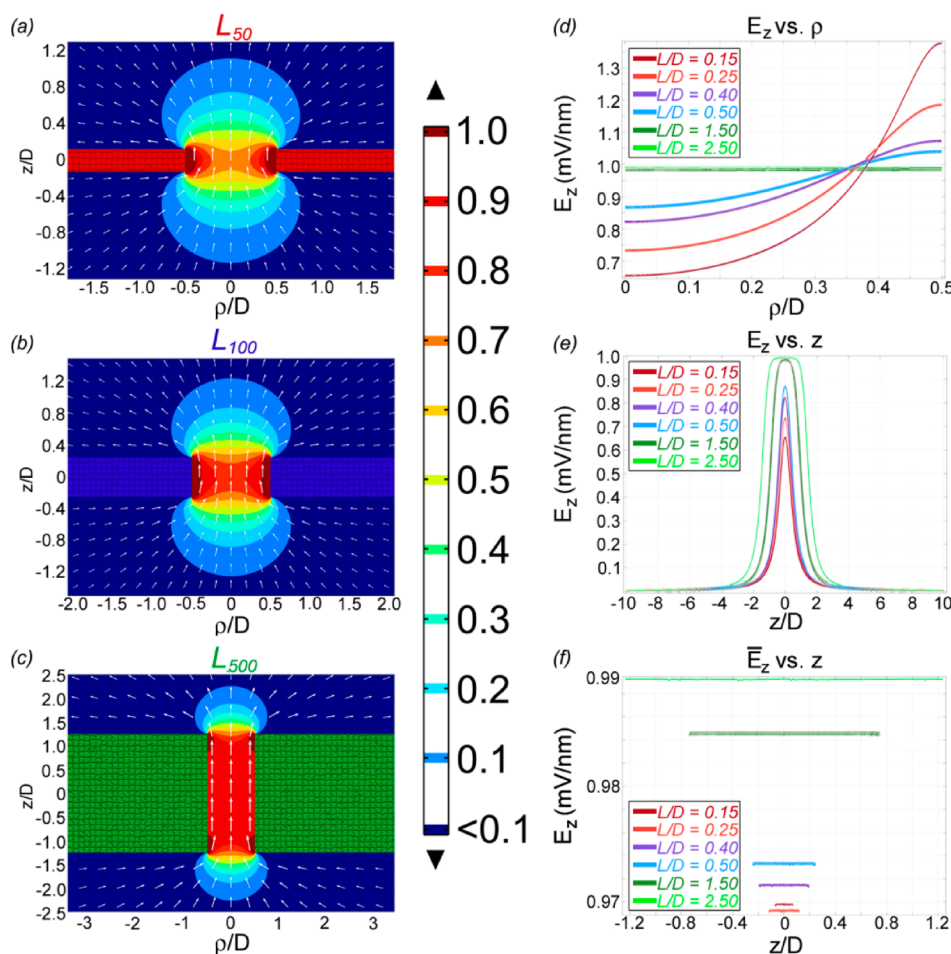 (a)
L50
1.2
0.8
0.4
0
-0.4
-0.8
-1.2
z/D
-1.5 -1.0 -0.5 0 0.5 1.0 1.5
ρ/D
(b)
L100
1.2
0.8
0.4
0
-0.4
-0.8
-1.2
z/D
-2.0 -1.5 -1.0 -0.5 0 0.5 1.0 1.5 2.0
ρ/D
(c)
L500
2.5
2.0
1.5
1.0
0.5
0
-0.5
-1.0
-1.5
-2.0
-2.5
z/D
-3 -2 -1 0 1 2 3
ρ/D
1.0
0.9
0.8
0.7
0.6
0.5
0.4
0.3
0.2
0.1
<0.1
(d)
Ez vs. ρ
L/D = 0.15
L/D = 0.25
L/D = 0.40
L/D = 0.50
L/D = 1.50
L/D = 2.50
1.3
1.2
1.1
1.0
0.9
0.8
0.7
Ez (mV/nm)
0 0.1 0.2 0.3 0.4 0.5
ρ/D
(e)
Ez vs. z
L/D = 0.15
L/D = 0.25
L/D = 0.40
L/D = 0.50
L/D = 1.50
L/D = 2.50
1.0
0.9
0.8
0.7
0.6
0.5
0.4
0.3
0.2
0.1
Ez (mV/nm)
-10 -8 -6 -4 -2 0 2 4 6 8 10
z/D
(f)
E̅z vs. z
0.99
0.98
0.97
Ez (mV/nm)
L/D = 0.15
L/D = 0.25
L/D = 0.40
L/D = 0.50
L/D = 1.50
L/D = 2.50
-1.2 -0.8 -0.4 0 0.4 0.8 1.2
z/D